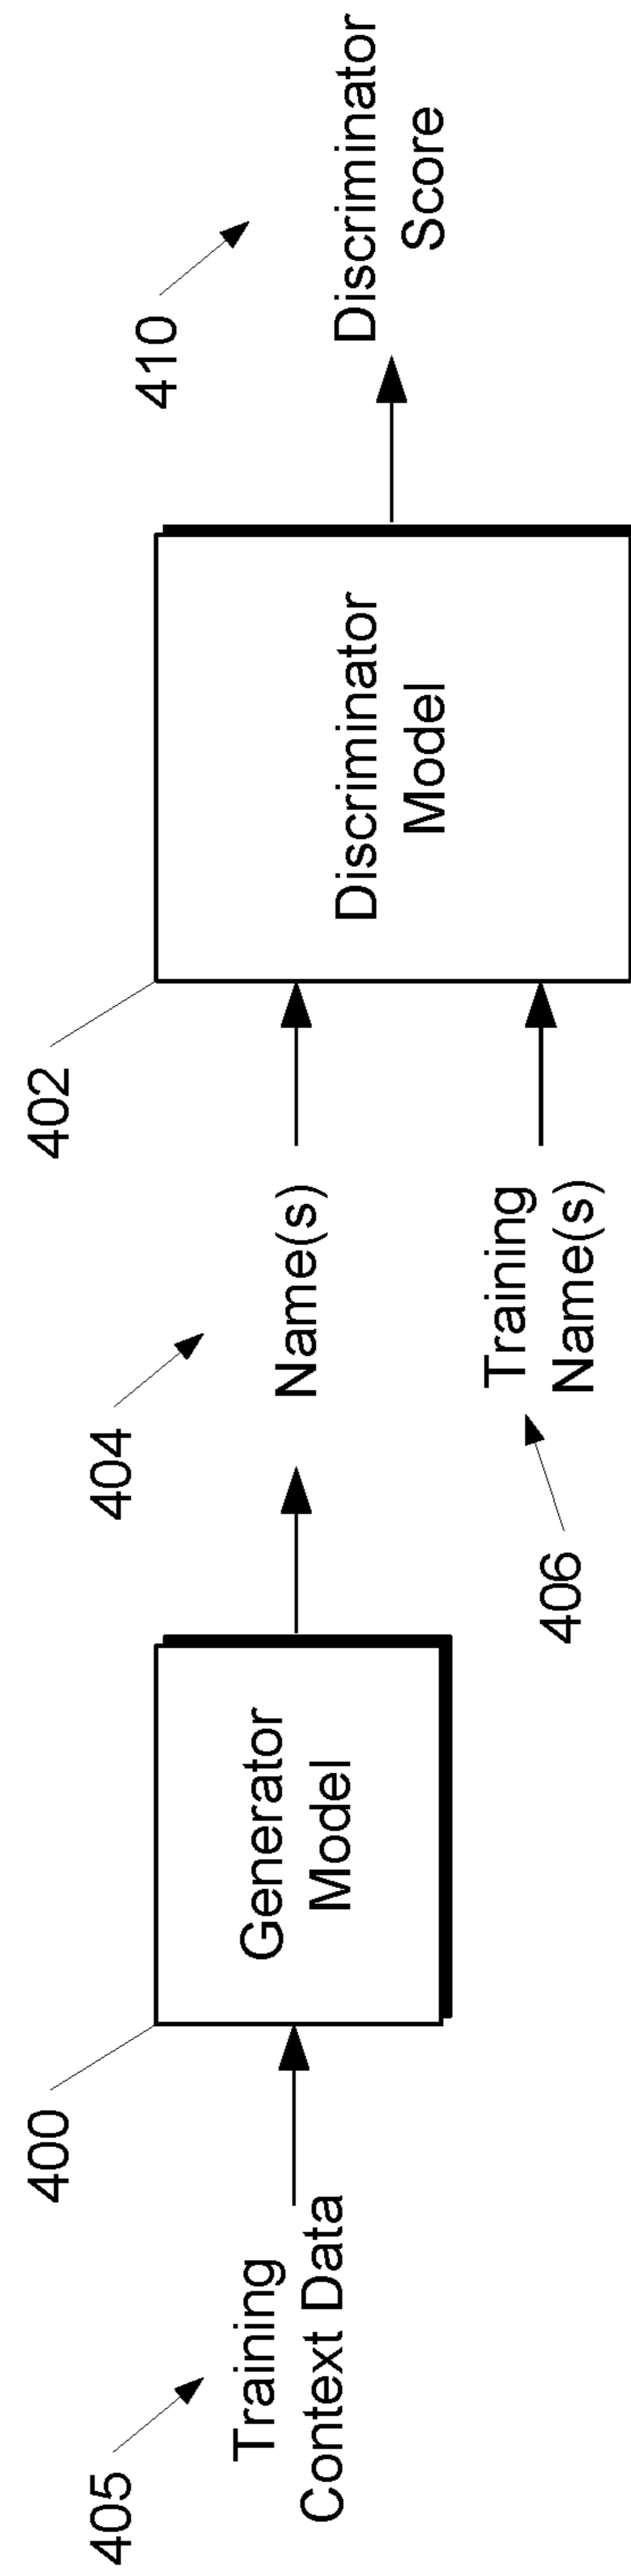 405
Training
Context Data
400
Generator
Model
404
Name(s)
406
Training
Name(s)
402
Discriminator
Model
410
Discriminator
Score